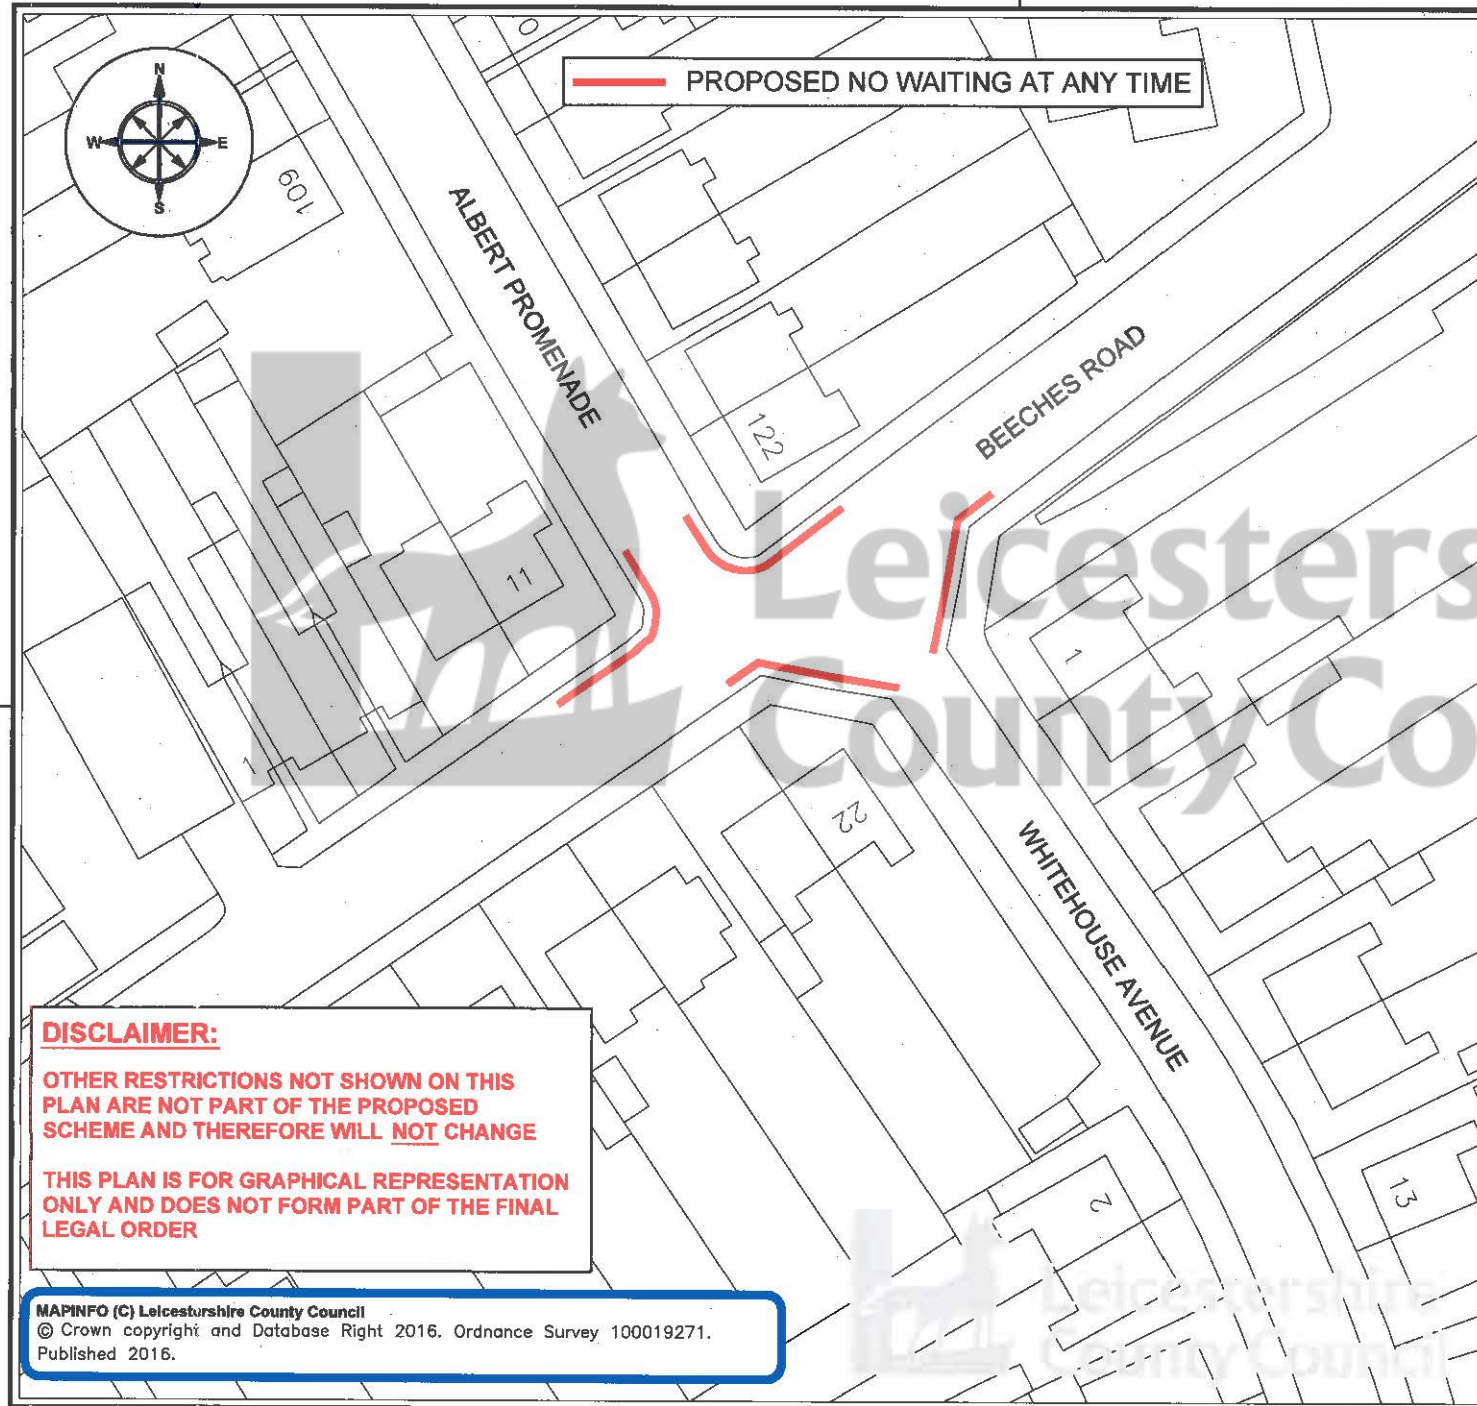 N
W E
S
PROPOSED NO WAITING AT ANY TIME
109
ALBERT PROMENADE
BEECHES ROAD
122
11
1
1
22
WHITEHOUSE AVENUE
2
13
Leicesters
County Co
DISCLAIMER:
OTHER RESTRICTIONS NOT SHOWN ON THIS
PLAN ARE NOT PART OF THE PROPOSED
SCHEME AND THEREFORE WILL NOT CHANGE
THIS PLAN IS FOR GRAPHICAL REPRESENTATION
ONLY AND DOES NOT FORM PART OF THE FINAL
LEGAL ORDER
MAPINFO (C) Leicestershire County Council
© Crown copyright and Database Right 2016. Ordnance Survey 100019271.
Published 2016.
Leicestershire
County Council